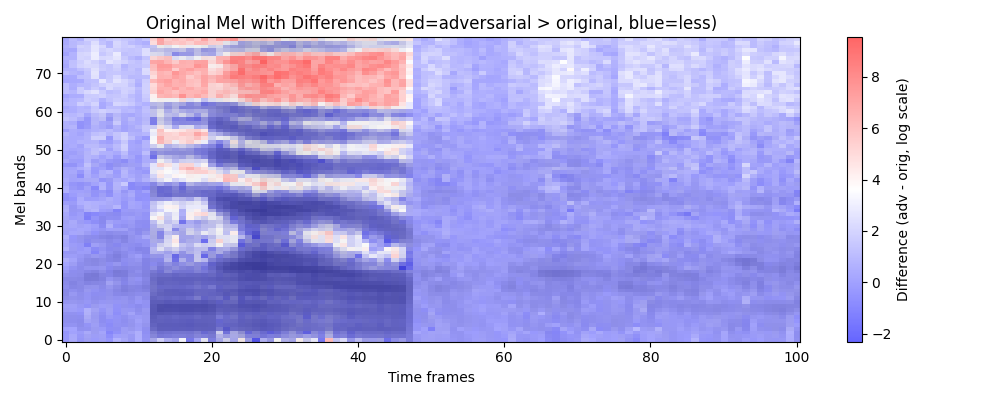 Original Mel with Differences (red=adversarial > original, blue=less)
Mel bands
70
60
50
40
30
20
10
0
0 20 40 60 80 100
Time frames
8
6
4
2
0
−2
Difference (adv - orig, log scale)